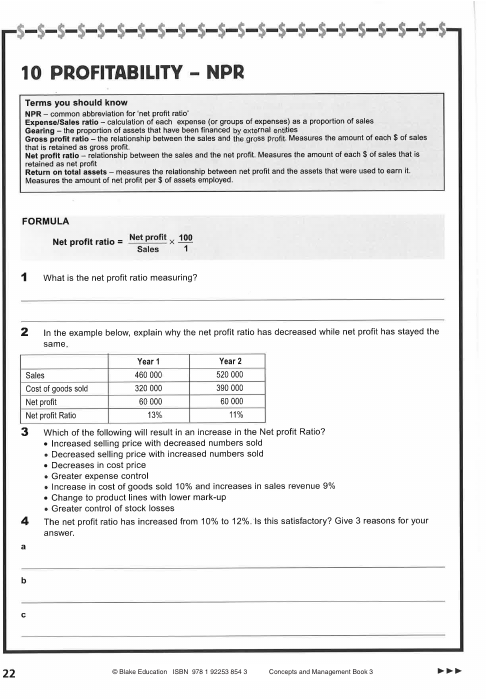 10 PROFITABILITY – NPR
Terms you should know
NPR – common abbreviation for 'net profit ratio'
Expense/Sales ratio – calculation of each expense (or groups of expenses) as a proportion of sales
Gearing – the proportion of assets that have been financed by external entities
Gross profit ratio – the relationship between the sales and the gross profit. Measures the amount of each $ of sales
that is retained as gross profit.
Net profit ratio – relationship between the sales and the net profit. Measures the amount of each $ of sales that is
retained as net profit
Return on total assets – measures the relationship between net profit and the assets that were used to earn it.
Measures the amount of net profit per $ of assets employed.
FORMULA
Net profit ratio = Net profit / Sales × 100 / 1
1 What is the net profit ratio measuring?
2 In the example below, explain why the net profit ratio has decreased while net profit has stayed the
same.
Year 1 Year 2
Sales 460 000 520 000
Cost of goods sold 320 000 390 000
Net profit 60 000 60 000
Net profit Ratio 13% 11%
3 Which of the following will result in an increase in the Net profit Ratio?
• Increased selling price with decreased numbers sold
• Decreased selling price with increased numbers sold
• Decreases in cost price
• Greater expense control
• Increase in cost of goods sold 10% and increases in sales revenue 9%
• Change to product lines with lower mark-up
• Greater control of stock losses
4 The net profit ratio has increased from 10% to 12%. Is this satisfactory? Give 3 reasons for your
answer.
a
b
c
22 © Blake Education ISBN 978 1 92253 854 3 Concepts and Management Book 3